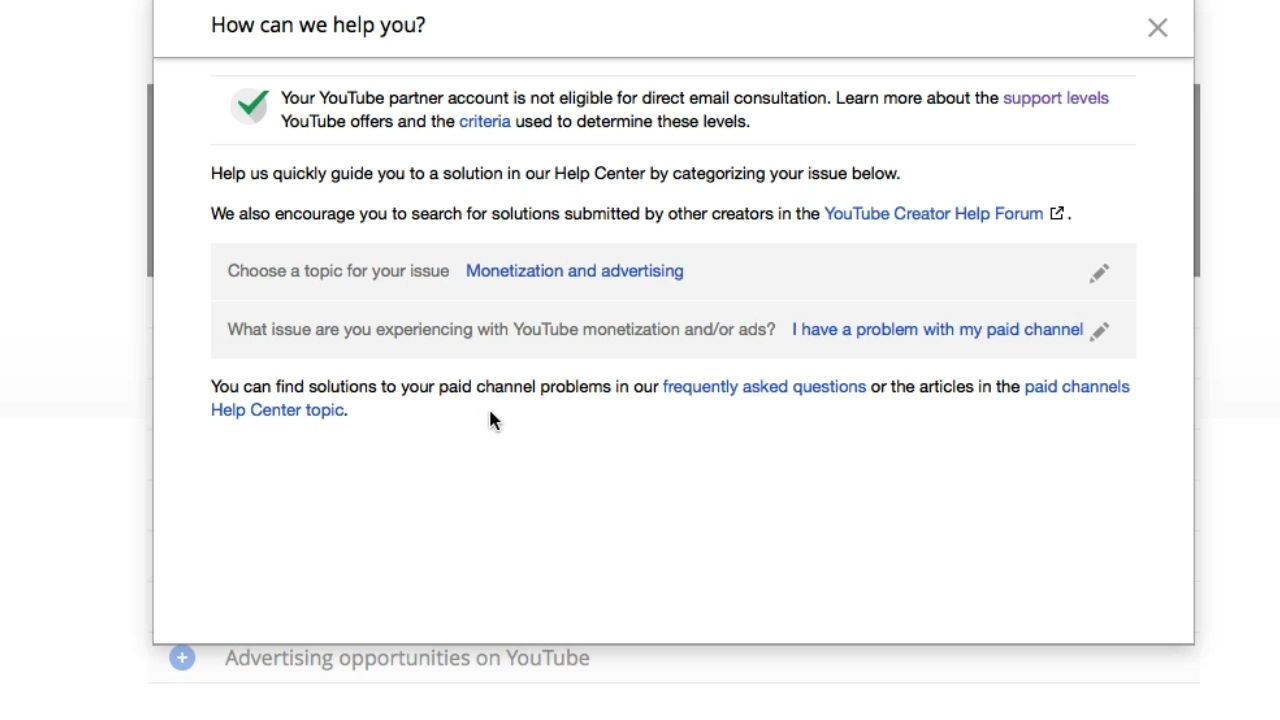 How can we help you?
Your YouTube partner account is not eligible for direct email consultation. Learn more about the support levels
YouTube offers and the criteria used to determine these levels.
Help us quickly guide you to a solution in our Help Center by categorizing your issue below.
We also encourage you to search for solutions submitted by other creators in the YouTube Creator Help Forum .
Choose a topic for your issue Monetization and advertising
What issue are you experiencing with YouTube monetization and/or ads? I have a problem with my paid channel
You can find solutions to your paid channel problems in our frequently asked questions or the articles in the paid channels
Help Center topic.
Advertising opportunities on YouTube